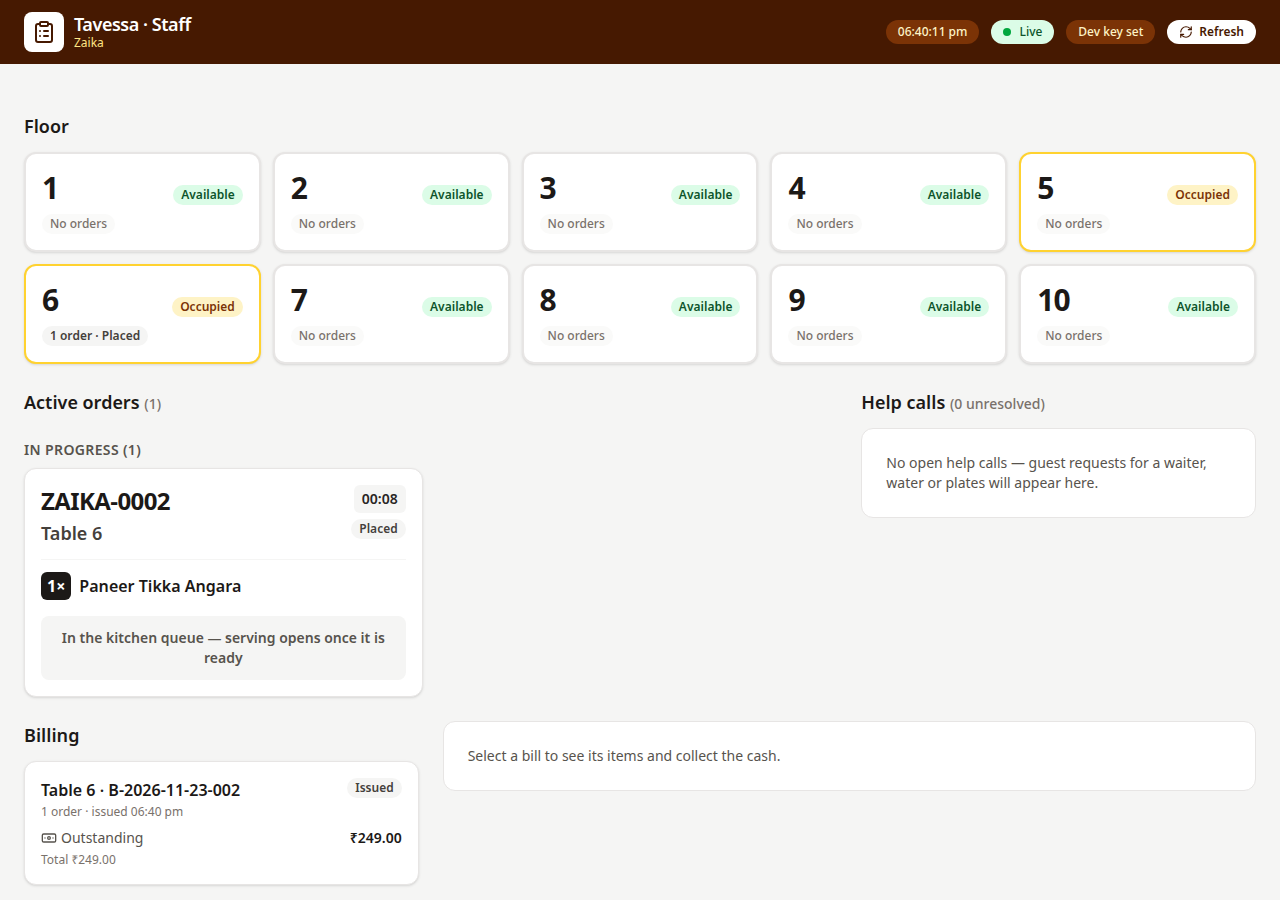 Tavessa · Staff
Zaika
06:40:11 pm
Live
Dev key set
Refresh
Floor
1
Available
No orders
2
Available
No orders
3
Available
No orders
4
Available
No orders
5
Occupied
No orders
6
Occupied
1 order · Placed
7
Available
No orders
8
Available
No orders
9
Available
No orders
10
Available
No orders
Active orders (1)
IN PROGRESS (1)
ZAIKA-0002
00:08
Table 6
Placed
1× Paneer Tikka Angara
In the kitchen queue — serving opens once it is
ready
Help calls (0 unresolved)
No open help calls — guest requests for a waiter,
water or plates will appear here.
Billing
Table 6 · B-2026-11-23-002
Issued
1 order · issued 06:40 pm
Outstanding
₹249.00
Total ₹249.00
Select a bill to see its items and collect the cash.